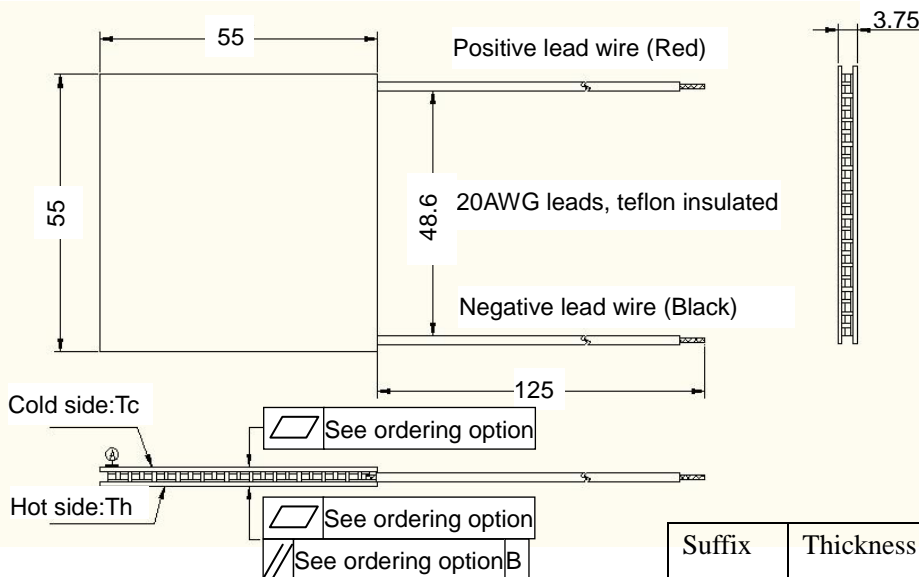 55
3.75
Positive lead wire (Red)
55
48.6
20AWG leads, teflon insulated
Negative lead wire (Black)
125
Cold side:Tc
See ordering option
A
Hot side:Th
See ordering option
See ordering option B
Suffix Thickness